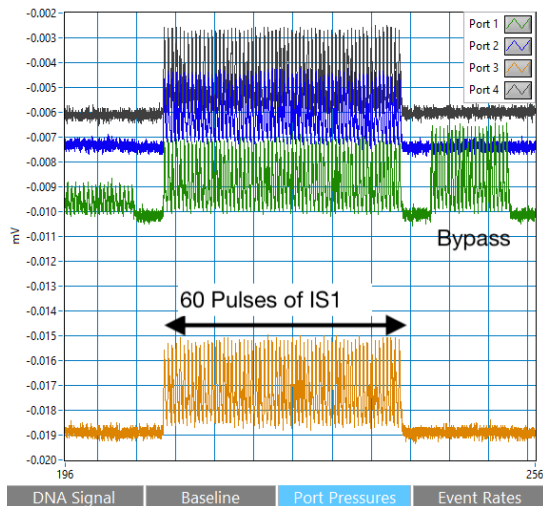 -0.002
-0.003
-0.004
-0.005
-0.006
-0.007
-0.008
-0.009
-0.010
-0.011
-0.012
-0.013
-0.014
-0.015
-0.016
-0.017
-0.018
-0.019
-0.020
mV
Port 1
Port 2
Port 3
Port 4
Bypass
60 Pulses of IS1
196
256
DNA Signal
Baseline
Port Pressures
Event Rates